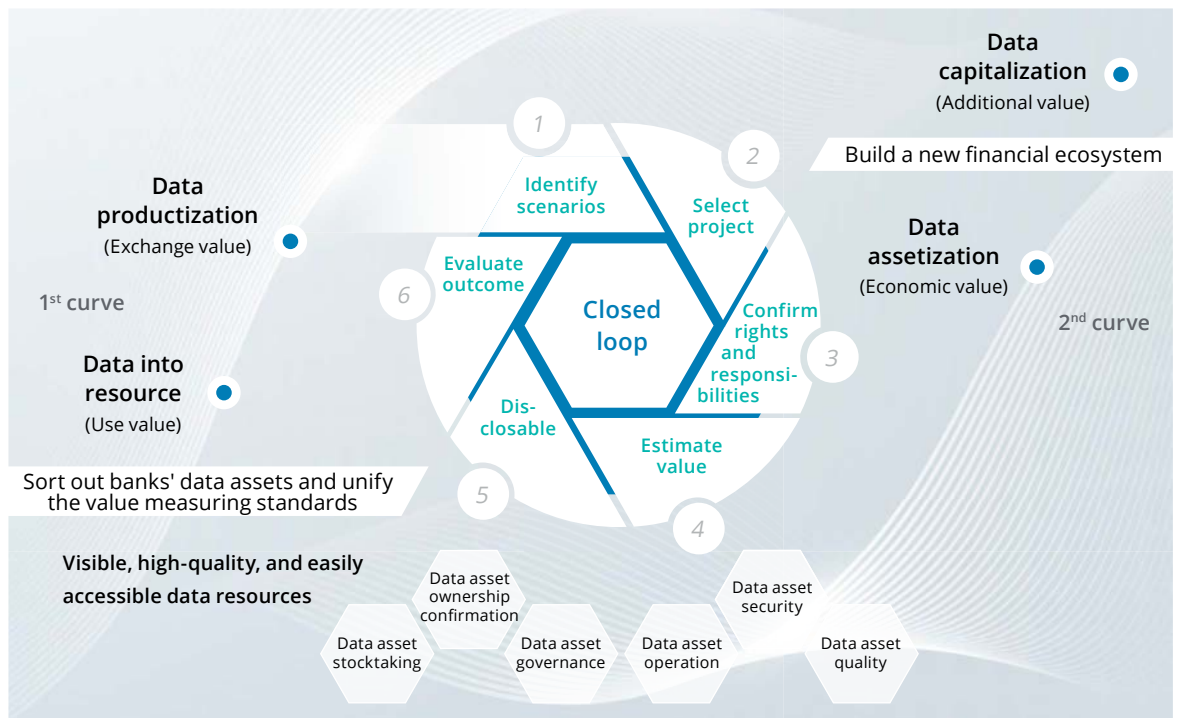 Data
capitalization
(Additional value)
Build a new financial ecosystem
Data
productization
(Exchange value)
1st curve
Data into
resource
(Use value)
Sort out banks' data assets and unify
the value measuring standards
1
Identify
scenarios
2
Select
project
3
Confirm
rights
and
responsi-
bilities
4
Estimate
value
5
Dis-
closable
6
Evaluate
outcome
Closed
loop
Data
assetization
(Economic value)
2nd curve
Visible, high-quality, and easily
accessible data resources
Data asset
stocktaking
Data asset
ownership
confirmation
Data asset
governance
Data asset
operation
Data asset
security
Data asset
quality